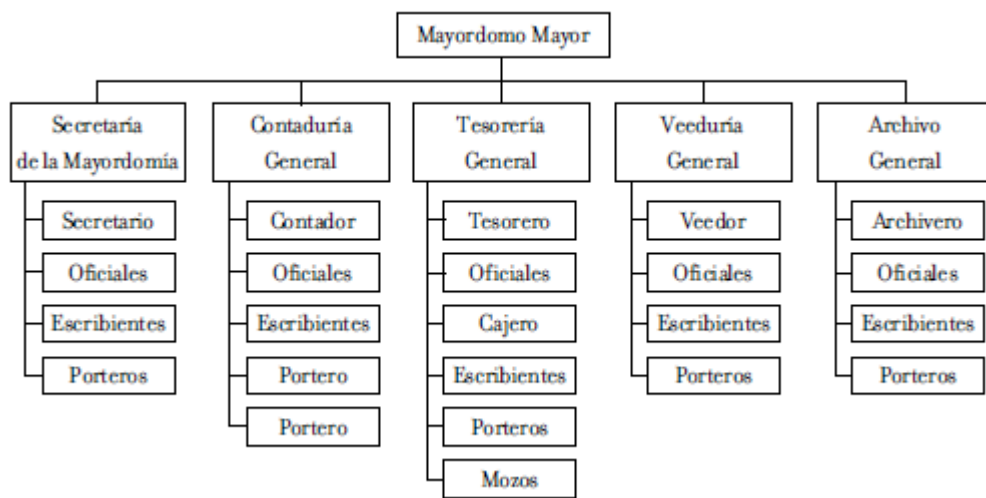 Mayordomo Mayor
Secretaría
de la Mayordomía
Secretario
Oficiales
Escribientes
Porteros
Contaduría
General
Contador
Oficiales
Escribientes
Portero
Portero
Tesorería
General
Tesorero
Oficiales
Cajero
Escribientes
Porteros
Mozos
Veeduría
General
Veedor
Oficiales
Escribientes
Porteros
Archivo
General
Archivero
Oficiales
Escribientes
Porteros